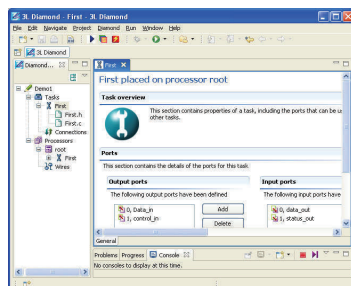 3L Diamond - First - 3L Diamond
File Edit Navigate Project Diamond Run Window Help
3L Diamond
Diamond...
First
Demo1
Tasks
First
First.h
First.c
Connections
Processors
root
First
Wires
First placed on processor root
Task overview
This section contains properties of a task, including the ports that can be us
other tasks.
Ports
This section contains the details of the ports for this task.
Output ports
The following output ports have been defined
0, Data_in
1, control_in
Add
Delete
Input ports
The following input ports have
0, data_out
1, status_out
General
Problems Progress Console
No consoles to display at this time.